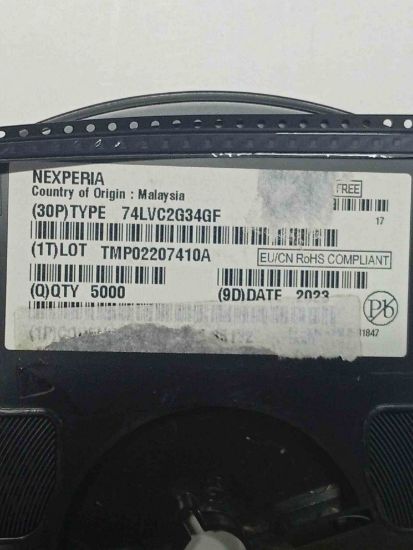 NEXPERIA
Country of Origin : Malaysia
FREE
(30P)TYPE 74LVC2G34GF
17
(1T)LOT TMP02207410A
EU/CN RoHS COMPLIANT
(Q)QTY 5000 (9D)DATE 2023
Pb